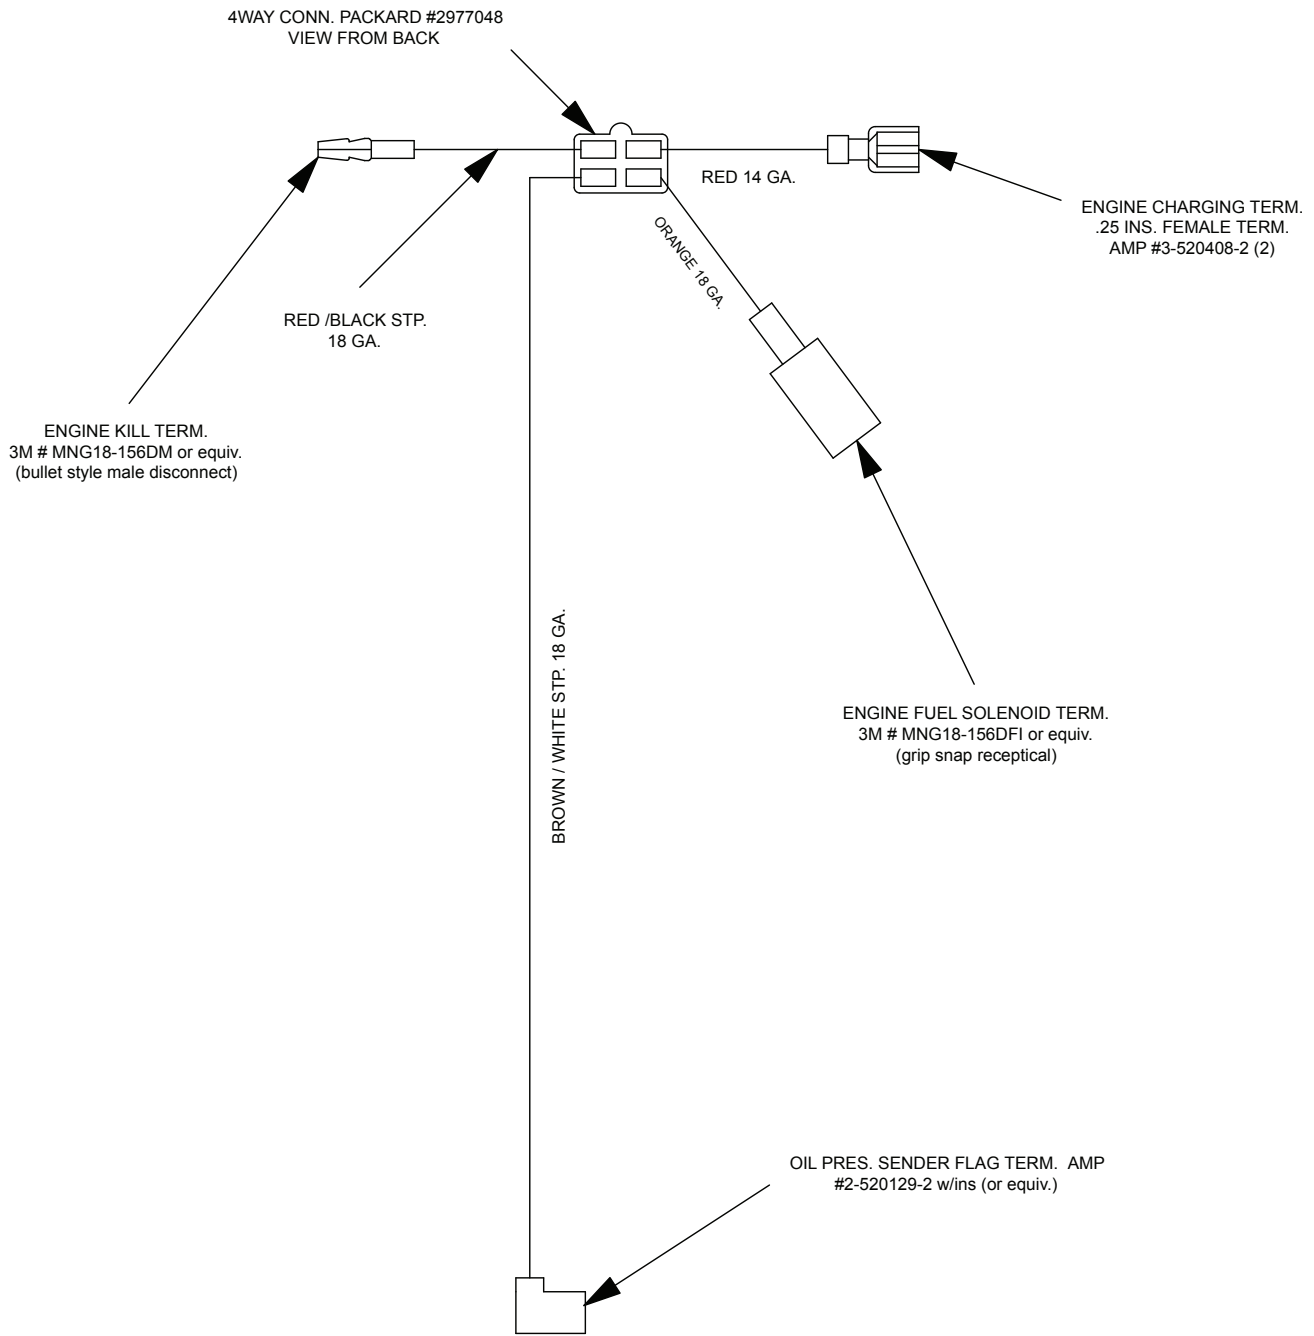 4WAY CONN. PACKARD #2977048
VIEW FROM BACK
RED 14 GA.
ENGINE CHARGING TERM.
.25 INS. FEMALE TERM.
AMP #3-520408-2 (2)
ORANGE 18 GA.
RED /BLACK STP.
18 GA.
ENGINE KILL TERM.
3M # MNG18-156DM or equiv.
(bullet style male disconnect)
BROWN / WHITE STP. 18 GA.
ENGINE FUEL SOLENOID TERM.
3M # MNG18-156DFI or equiv.
(grip snap receptical)
OIL PRES. SENDER FLAG TERM. AMP
#2-520129-2 w/ins (or equiv.)